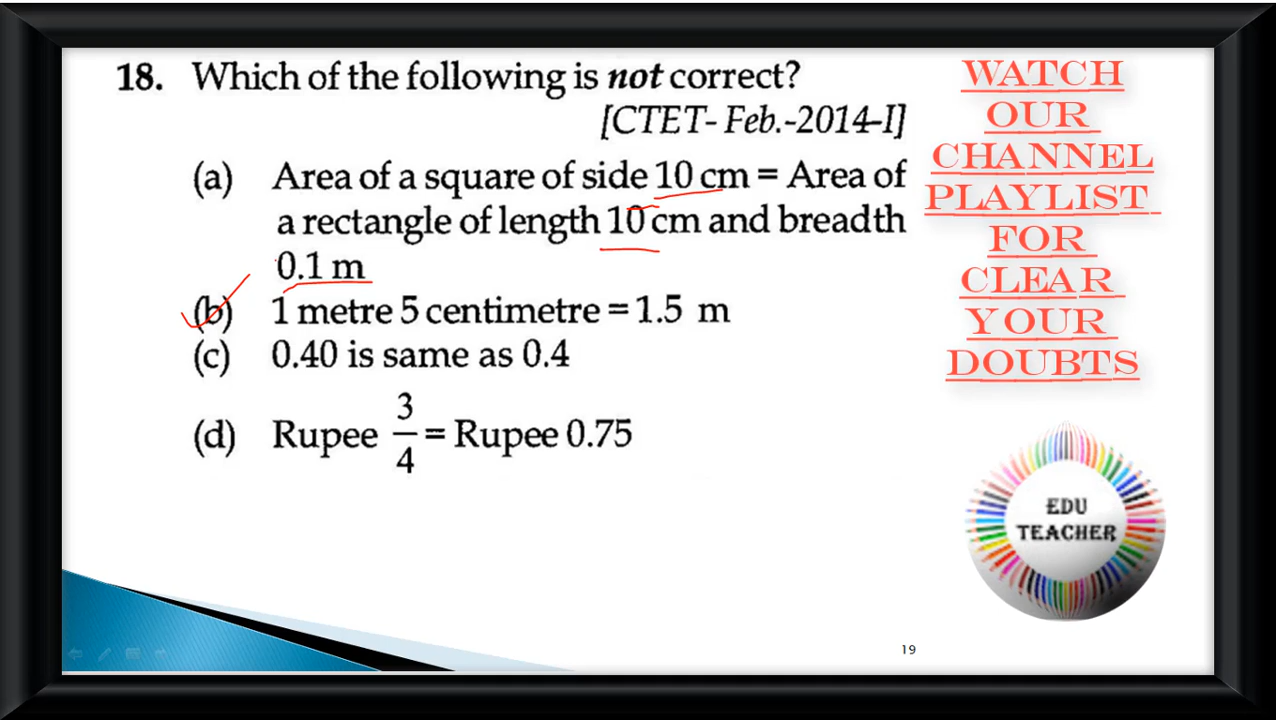 18. Which of the following is not correct?
[CTET- Feb.-2014-I]
(a) Area of a square of side 10 cm = Area of
a rectangle of length 10 cm and breadth
0.1 m
(b) 1 metre 5 centimetre = 1.5 m
(c) 0.40 is same as 0.4
(d) Rupee 3/4 = Rupee 0.75
WATCH
OUR
CHANNEL
PLAYLIST
FOR
CLEAR
YOUR
DOUBTS
EDU
TEACHER
19